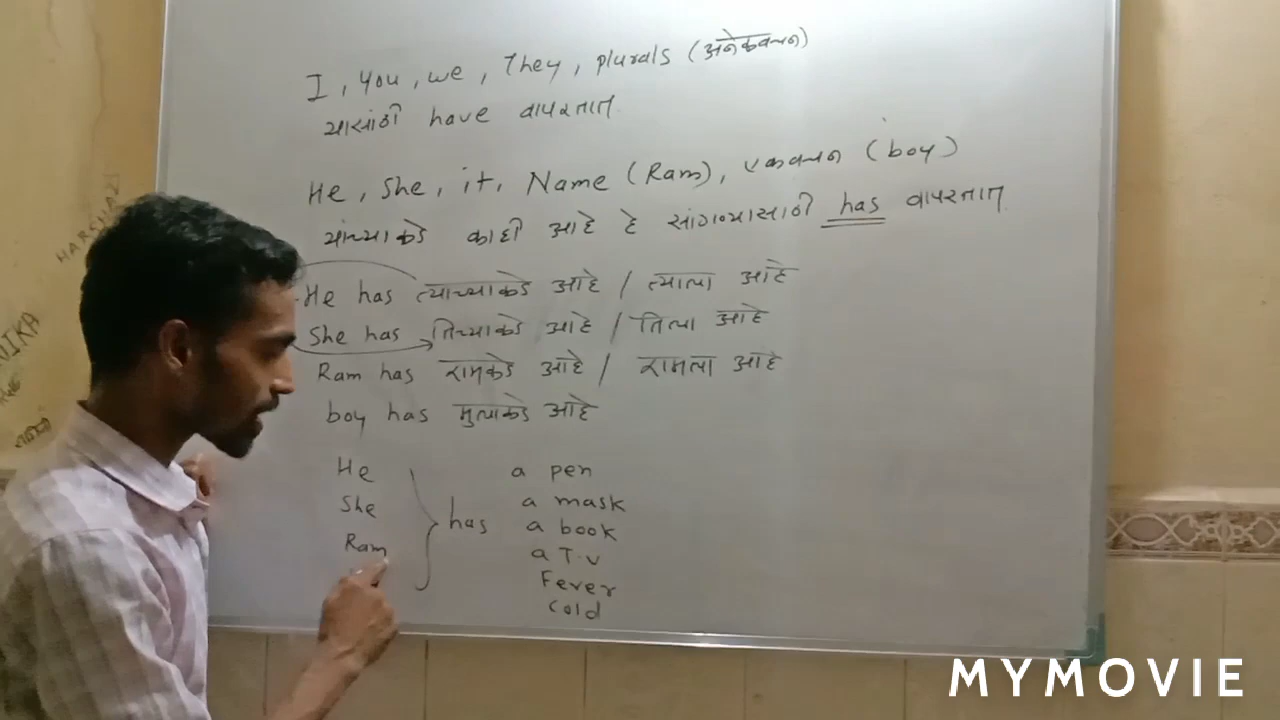 I, You, we, They, plurals (अनेकवचन)
यासाठी have वापरतात
He, She, it, Name (Ram), एकवचन (boy)
यांच्याकडे काही आहे हे सांगण्यासाठी has वापरतात
He has त्याच्याकडे आहे / त्याला आहे
She has तिच्याकडे आहे / तिला आहे
Ram has रामकडे आहे / रामला आहे
boy has मुलाकडे आहे
He
She
Ram
has
a pen
a mask
a book
a T.V
Fever
cold
HARSHAD
MYMOVIE